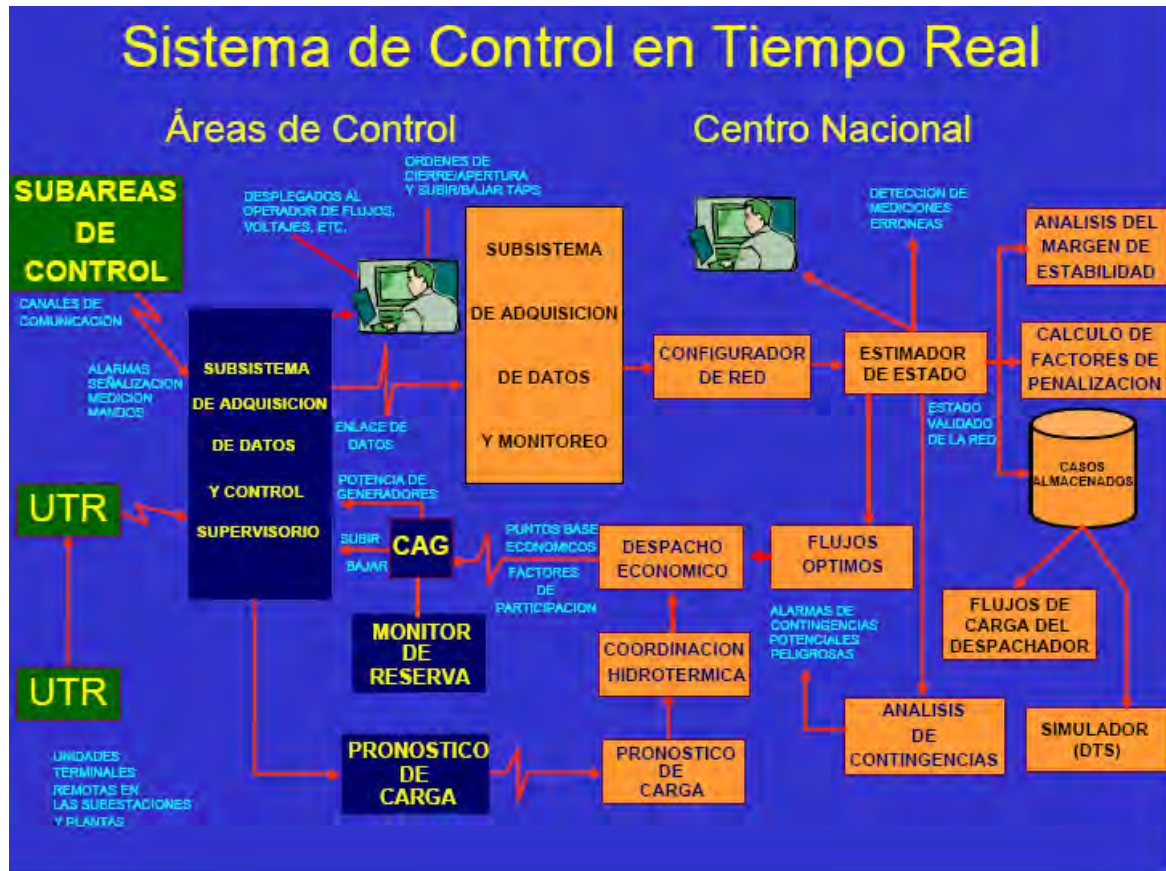 Sistema de Control en Tiempo Real
Áreas de Control
Centro Nacional
SUBAREAS
DE
CONTROL
CANALES DE
COMUNICACIÓN
ALARMAS
SEÑALIZACION
MEDICION
MANDOS
UTR
UTR
UNIDADES
TERMINALES
REMOTAS EN
LAS SUBESTACIONES
Y PLANTAS
DESPLEGADOS AL
OPERADOR DE FLUJOS,
VOLTAJES, ETC.
ORDENES DE
CIERRE/APERTURA
Y SUBIR/BAJAR TAPS
SUBSISTEMA
DE ADQUISICION
DE DATOS
Y CONTROL
SUPERVISORIO
ENLACE DE
DATOS
POTENCIA DE
GENERADORES
SUBIR
BAJAR
CAG
MONITOR
DE
RESERVA
PRONOSTICO
DE
CARGA
SUBSISTEMA
DE ADQUISICION
DE DATOS
Y MONITOREO
PUNTOS BASE
ECONOMICOS
FACTORES
DE
PARTICIPACION
CONFIGURADOR
DE RED
DESPACHO
ECONOMICO
COORDINACION
HIDROTERMICA
PRONOSTICO
DE
CARGA
DETECCION DE
MEDICIONES
ERRONEAS
ESTIMADOR
DE ESTADO
ESTADO
VALIDADO
DE LA RED
FLUJOS
OPTIMOS
ALARMAS DE
CONTINGENCIAS
POTENCIALES
PELIGROSAS
ANALISIS
DE
CONTINGENCIAS
ANALISIS DEL
MARGEN DE
ESTABILIDAD
CALCULO DE
FACTORES DE
PENALIZACION
CASOS
ALMACENADOS
FLUJOS DE
CARGA DEL
DESPACHADOR
SIMULADOR
(DTS)